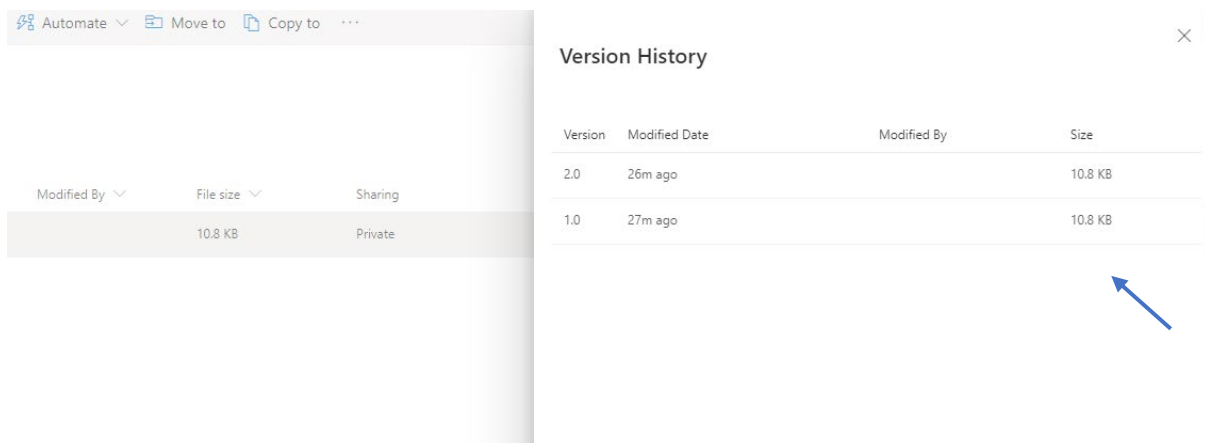 Automate Move to Copy to ...
Modified By File size Sharing
10.8 KB Private
Version History
Version Modified Date Modified By Size
2.0 26m ago 10.8 KB
1.0 27m ago 10.8 KB